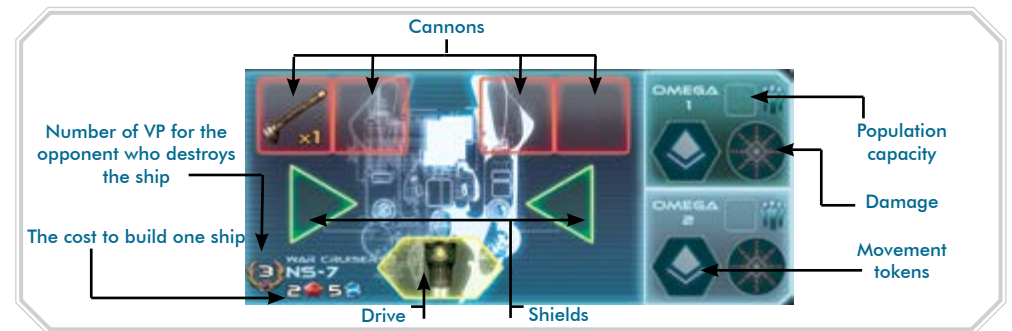 Cannons
OMEGA
1
x1
Number of VP for the
opponent who destroys
the ship
Population
capacity
Damage
OMEGA
2
The cost to build one ship
Movement
tokens
WAR CRUISER
3
NS-7
2 5
Drive
Shields